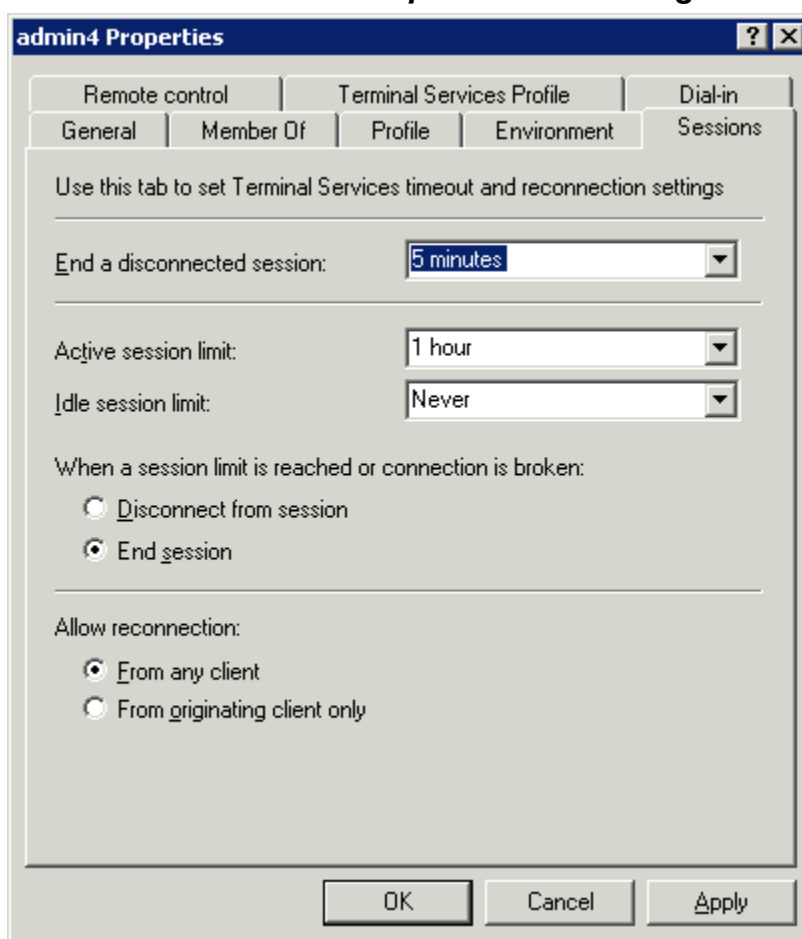 admin4 Properties
Remote control Terminal Services Profile Dial-in
General Member Of Profile Environment Sessions
Use this tab to set Terminal Services timeout and reconnection settings
End a disconnected session: 5 minutes
Active session limit: 1 hour
Idle session limit: Never
When a session limit is reached or connection is broken:
Disconnect from session
End session
Allow reconnection:
From any client
From originating client only
OK Cancel Apply